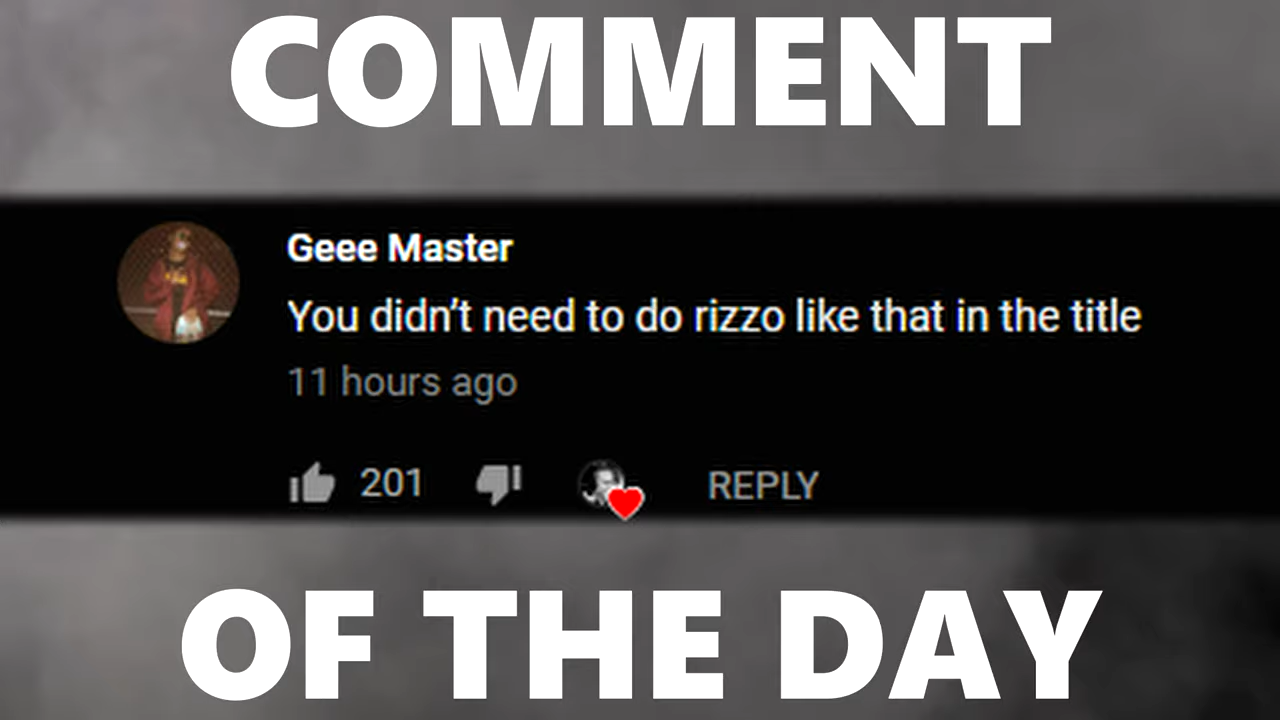 COMMENT
Geee Master
You didn't need to do rizzo like that in the title
11 hours ago
201
REPLY
OF THE DAY